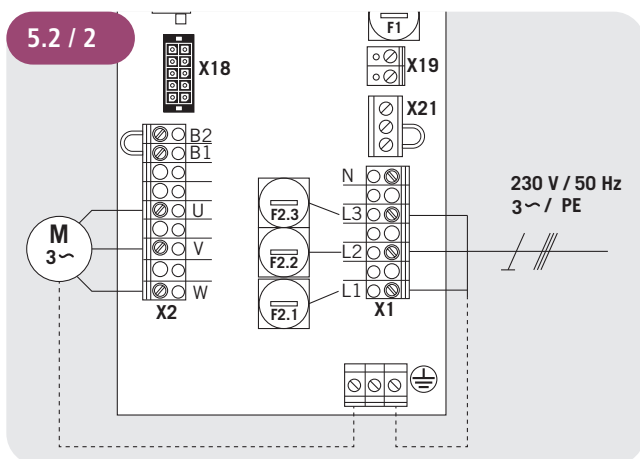 5.2 / 2
F1
X18
X19
X21
B2
B1
U
V
W
X2
M
3~
F2.3
F2.2
F2.1
N
L3
L2
L1
X1
230 V / 50 Hz
3~ / PE